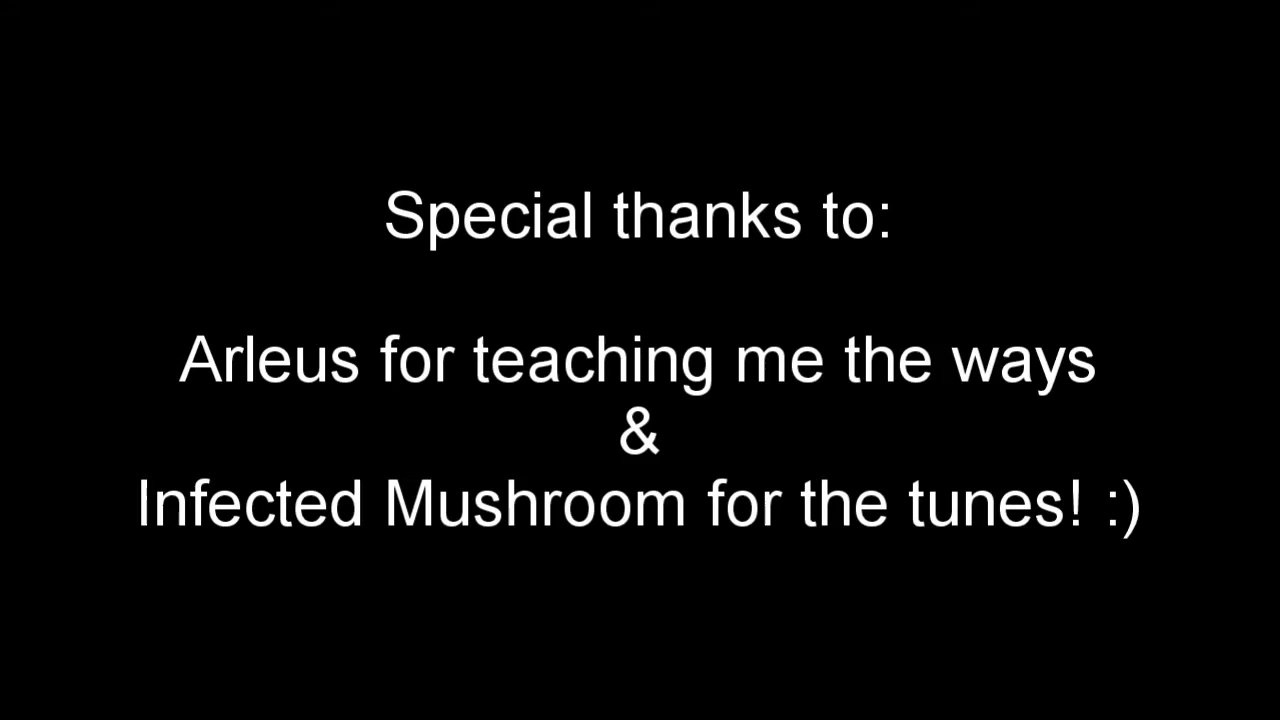 Special thanks to:
Arleus for teaching me the ways
&
Infected Mushroom for the tunes! :)